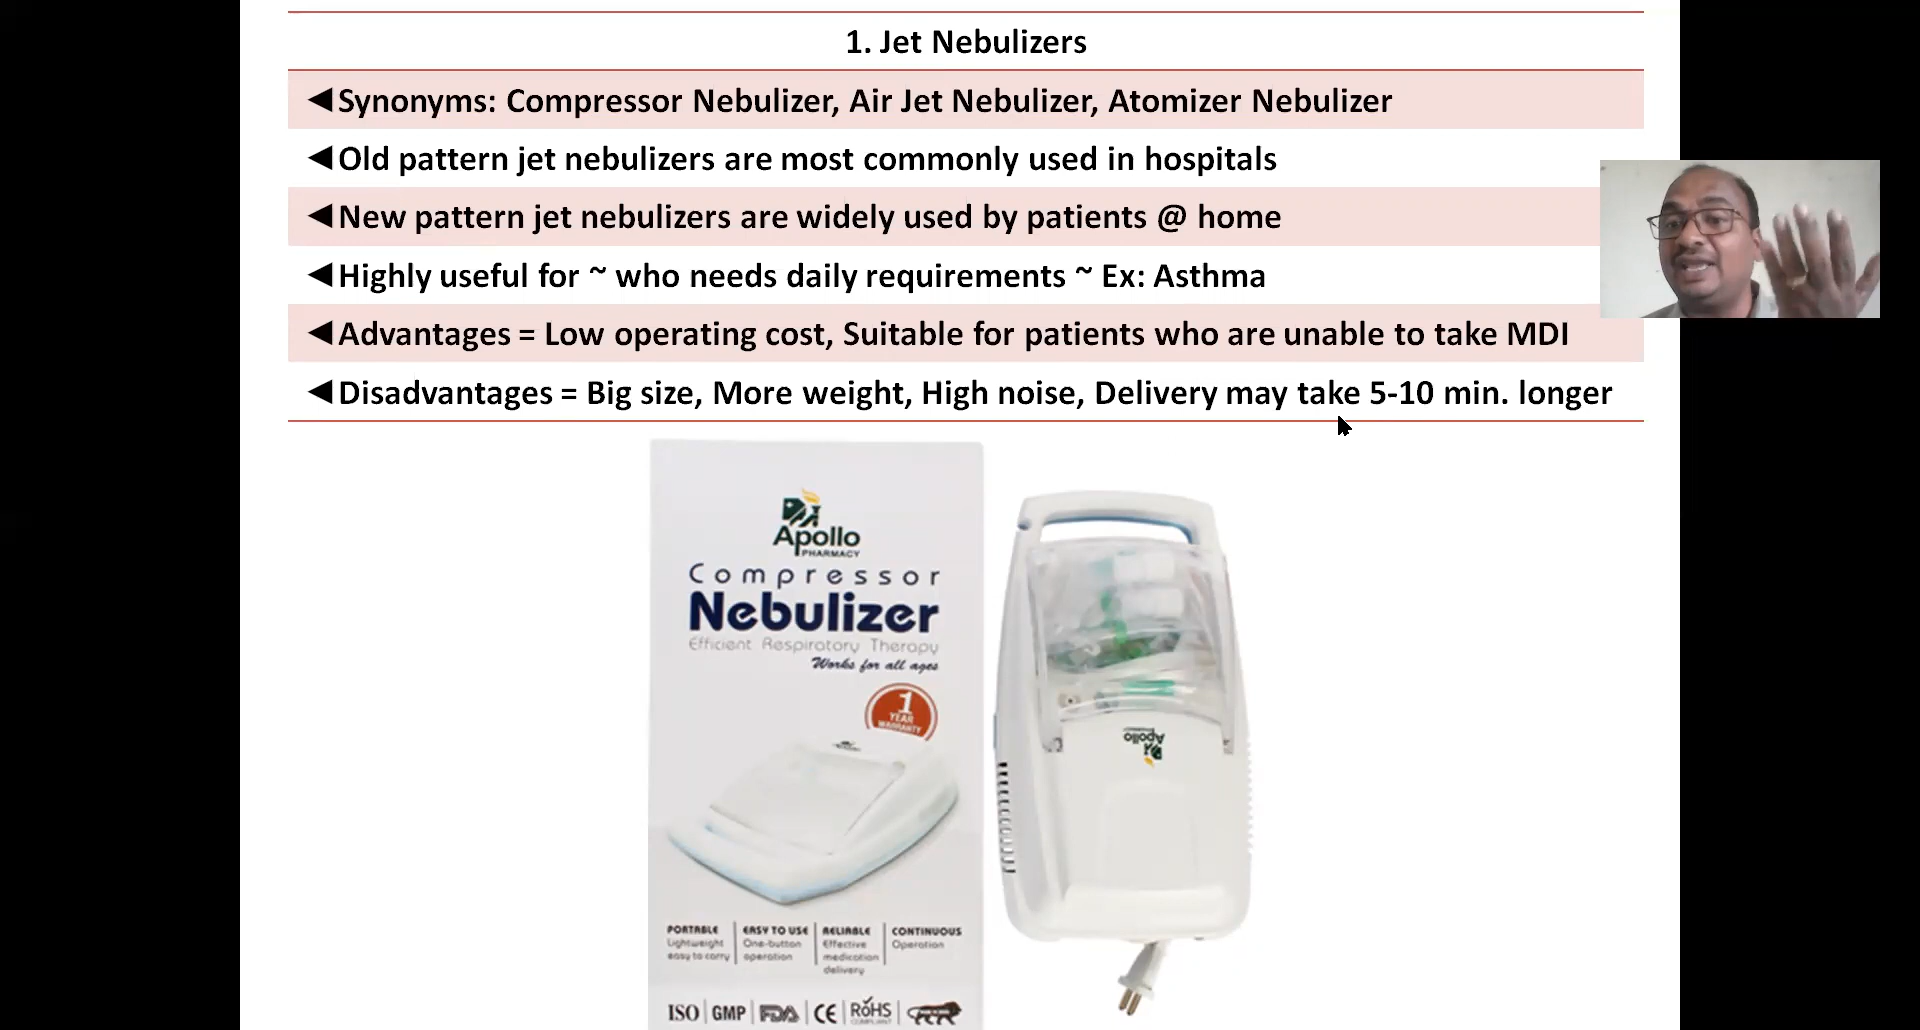 1. Jet Nebulizers
◄Synonyms: Compressor Nebulizer, Air Jet Nebulizer, Atomizer Nebulizer
◄Old pattern jet nebulizers are most commonly used in hospitals
◄New pattern jet nebulizers are widely used by patients @ home
◄Highly useful for ~ who needs daily requirements ~ Ex: Asthma
◄Advantages = Low operating cost, Suitable for patients who are unable to take MDI
◄Disadvantages = Big size, More weight, High noise, Delivery may take 5-10 min. longer
Apollo
PHARMACY
Compressor
Nebulizer
Efficient Respiratory Therapy
Works for all ages
1
YEAR
WARRANTY
Apollo
PORTABLE
Lightweight
easy to carry
EASY TO USE
One-button
operation
RELIABLE
Effective
medication
delivery
CONTINUOUS
Operation
ISO | GMP | FDA | CE | RoHS
COMPLIANT